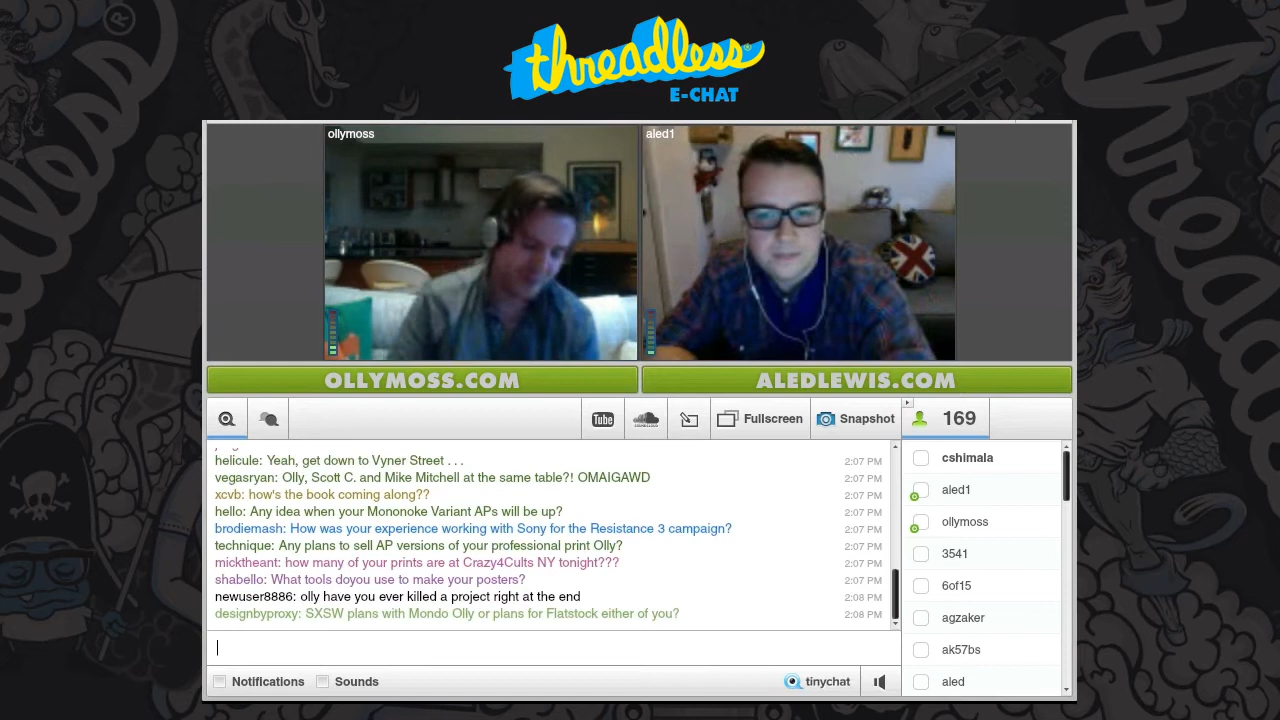 threadless®
E-CHAT
ollymoss
aled1
OLLYMOSS.COM
ALEDLEWIS.COM
You Tube
SOUNDCLOUD
Fullscreen
Snapshot
169
helicule: Yeah, get down to Vyner Street . . .
2:07 PM
vegasryan: Olly, Scott C. and Mike Mitchell at the same table?! OMAIGAWD
2:07 PM
xcvb: how's the book coming along??
2:07 PM
hello: Any idea when your Mononoke Variant APs will be up?
2:07 PM
brodiemash: How was your experience working with Sony for the Resistance 3 campaign?
2:07 PM
technique: Any plans to sell AP versions of your professional print Olly?
2:07 PM
micktheant: how many of your prints are at Crazy4Cults NY tonight???
2:07 PM
shabello: What tools doyou use to make your posters?
2:07 PM
newuser8886: olly have you ever killed a project right at the end
2:08 PM
designbyproxy: SXSW plans with Mondo Olly or plans for Flatstock either of you?
2:08 PM
Notifications
Sounds
tinychat
cshimala
aled1
ollymoss
3541
6of15
agzaker
ak57bs
aled